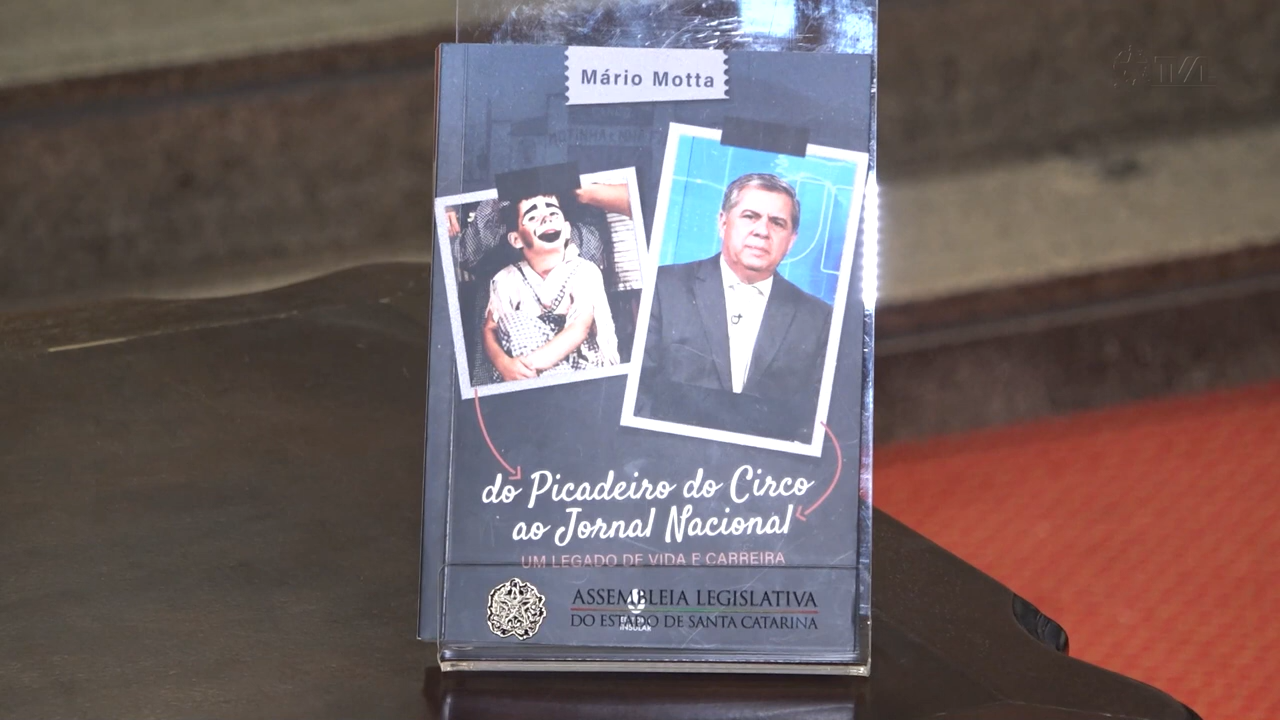 Mário Motta
do Picadeiro do Circo
ao Jornal Nacional
UM LEGADO DE VIDA E CARREIRA
ASSEMBLEIA LEGISLATIVA
DO ESTADO DE SANTA CATARINA
INSULAR